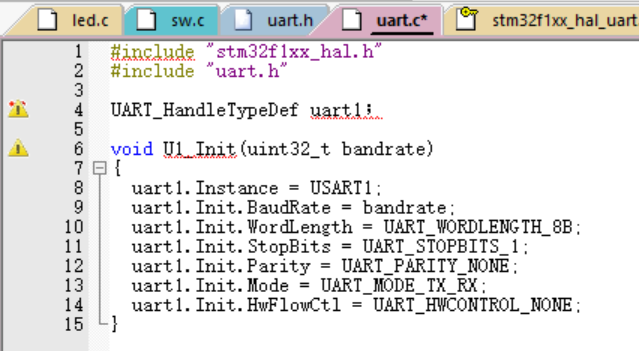 led.c sw.c uart.h uart.c* stm32f1xx_hal_uart
1 #include "stm32f1xx_hal.h"
2 #include "uart.h"
3
4 UART_HandleTypeDef uart1;
5
6 void U1_Init(uint32_t bandrate)
7 {
8 uart1.Instance = USART1;
9 uart1.Init.BaudRate = bandrate;
10 uart1.Init.WordLength = UART_WORDLENGTH_8B;
11 uart1.Init.StopBits = UART_STOPBITS_1;
12 uart1.Init.Parity = UART_PARITY_NONE;
13 uart1.Init.Mode = UART_MODE_TX_RX;
14 uart1.Init.HwFlowCtl = UART_HWCONTROL_NONE;
15 }